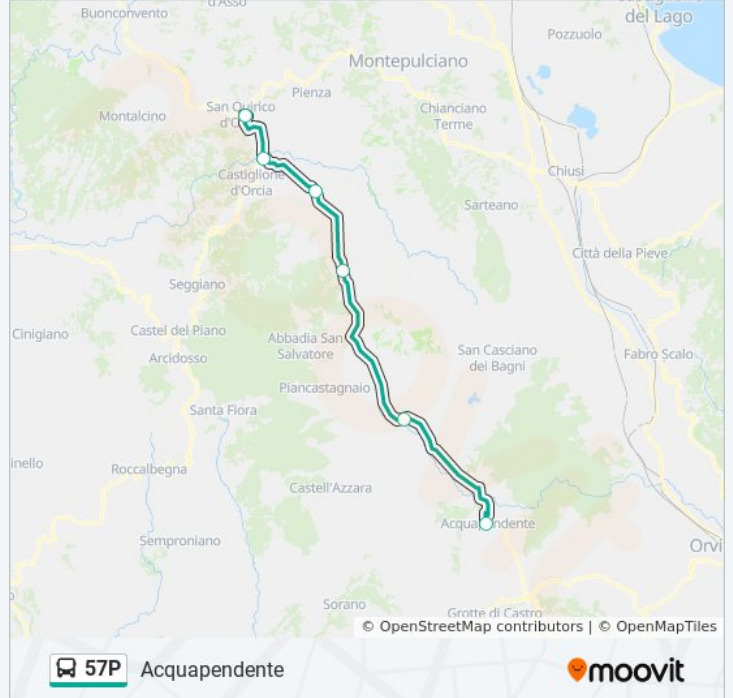 d'Asso
Buonconvento
del Lago
Pozzuolo
Montepulciano
Pienza
San Quirico
d'O
Montalcino
Chianciano
Terme
Castiglione
d'Orcia
Chiusi
Sarteano
Città della Pieve
Seggiano
Cinigiano
Castel del Piano
Arcidosso
Abbadia San
Salvatore
San Casciano
dei Bagni
Fabro Scalo
Piancastagnaio
Santa Fiora
inello
Roccalbegna
Castell'Azzara
Acquapendente
Semproniano
Orvi
Sorano
Grotte di Castro
© OpenStreetMap contributors | © OpenMapTiles
57P Acquapendente
moovit